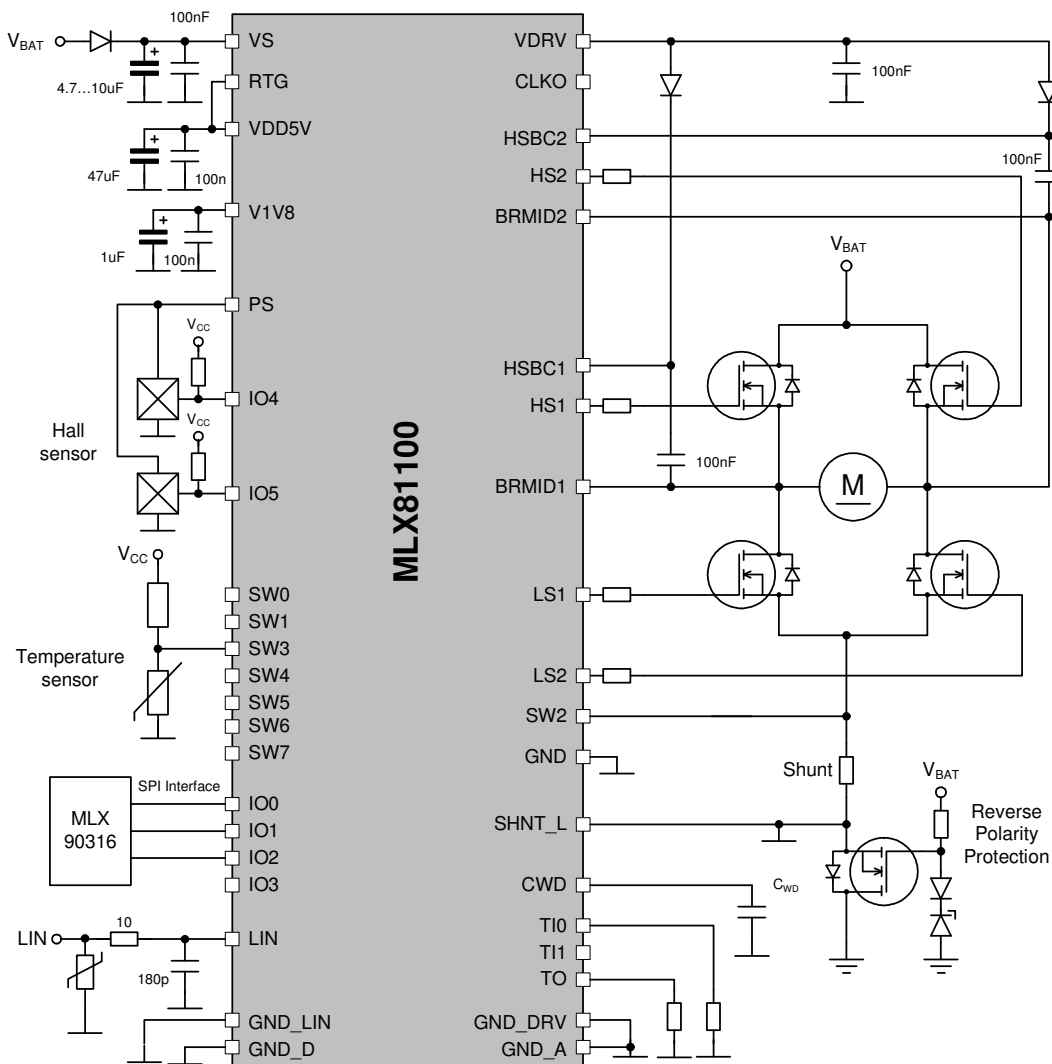 100nF
V_BAT
VS
4.7...10uF
RTG
VDD5V
47uF
100n
V1V8
1uF
100n
PS
V_CC
IO4
V_CC
Hall
sensor
IO5
V_CC
SW0
SW1
Temperature
sensor
SW3
SW4
SW5
SW6
SW7
SPI Interface
MLX
90316
IO0
IO1
IO2
IO3
LIN
10
LIN
180p
GND_LIN
GND_D
MLX81100
VDRV
CLKO
100nF
HSBC2
100nF
HS2
BRMID2
V_BAT
HSBC1
HS1
100nF
BRMID1
M
LS1
LS2
SW2
GND
Shunt
V_BAT
SHNT_L
Reverse
Polarity
Protection
CWD
C_WD
TI0
TI1
TO
GND_DRV
GND_A
+
+
+